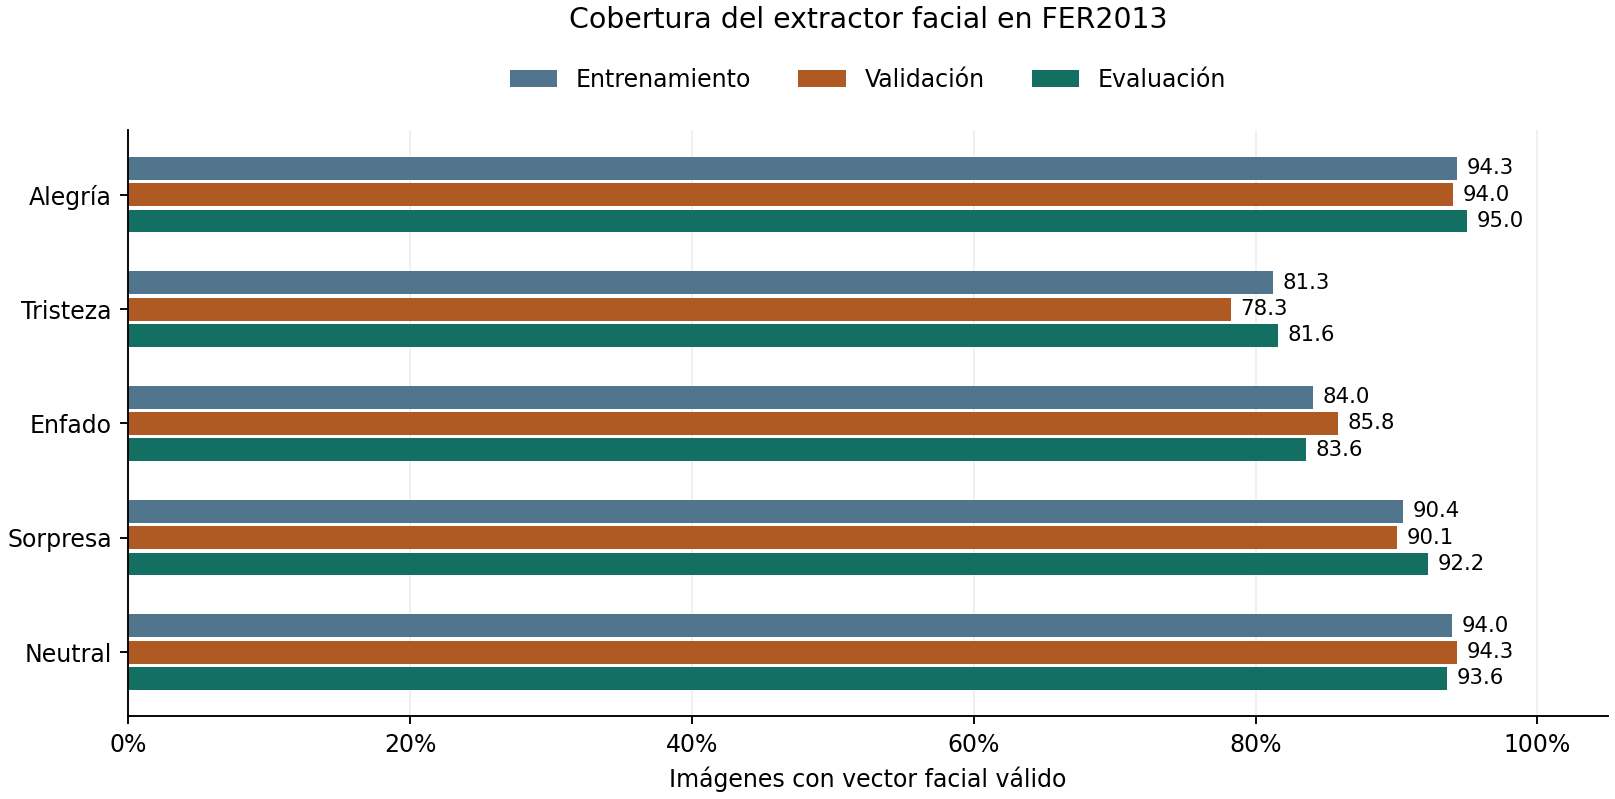 Cobertura del extractor facial en FER2013
Entrenamiento Validación Evaluación
Alegría
94.3
94.0
95.0
Tristeza
81.3
78.3
81.6
Enfado
84.0
85.8
83.6
Sorpresa
90.4
90.1
92.2
Neutral
94.0
94.3
93.6
0% 20% 40% 60% 80% 100%
Imágenes con vector facial válido